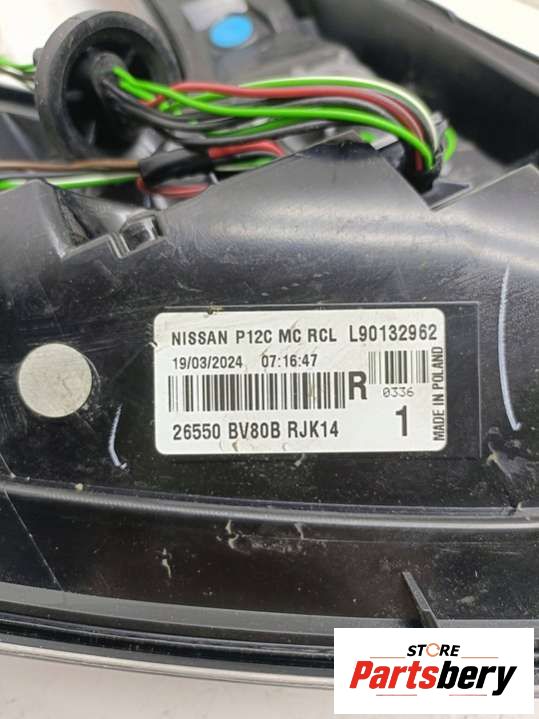 NISSAN P12C MC RCL L90132962
19/03/2024 07:16:47
R
0336
26550 BV80B RJK14
1
MADE IN POLAND
STORE
Partsbery